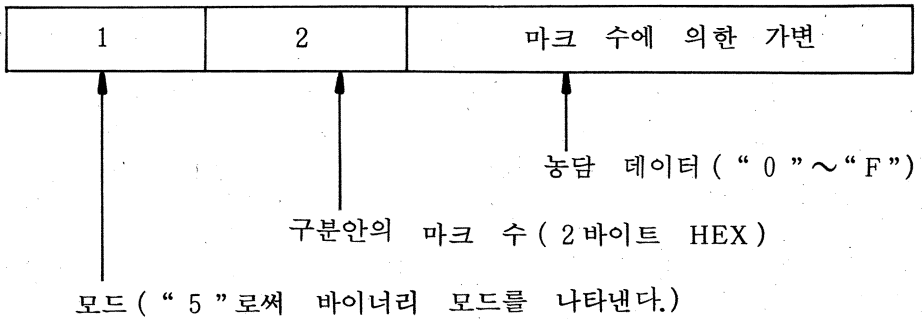 1 2 마크 수에 의한 가변
농담 데이터 ( “ 0 ”～“ F ”)
구분안의 마크 수 ( 2 바이트 HEX )
모드 ( “ 5 ”로써 바이너리 모드를 나타낸다.)